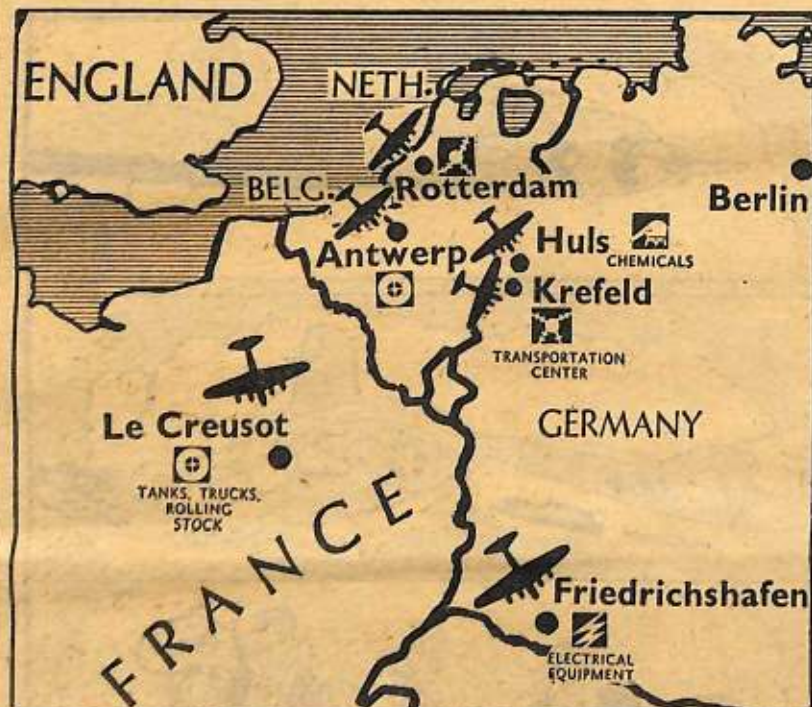 ENGLAND
NETH.
BELG.
Rotterdam
Berlin
Antwerp
Huls
CHEMICALS
Krefeld
TRANSPORTATION
CENTER
Le Creusot
TANKS, TRUCKS,
ROLLING
STOCK
GERMANY
FRANCE
Friedrichshafen
ELECTRICAL
EQUIPMENT